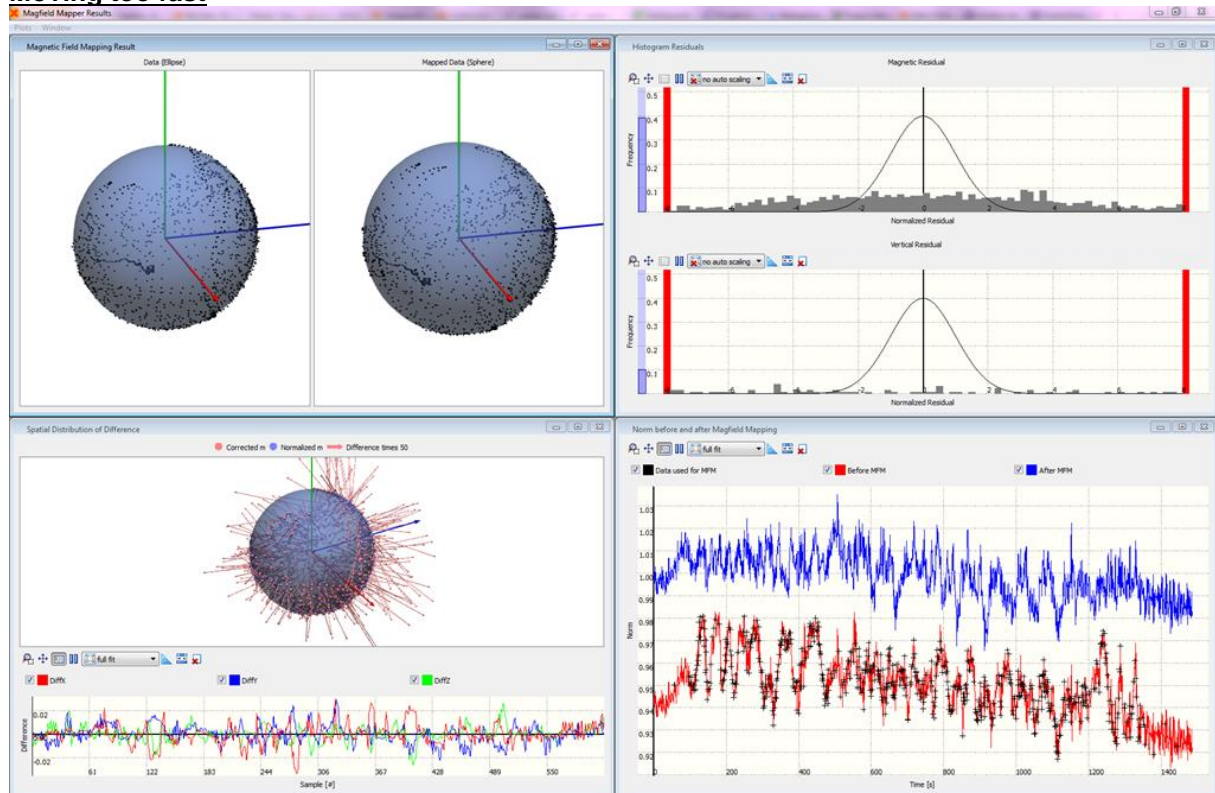 Moving too fast
Magfield Mapper Results
Plots Window
Magnetic Field Mapping Result
Data (Ellipse)
Mapped Data (Sphere)
Histogram Residuals
Magnetic Residual
no auto scaling
0.5
0.4
0.3
0.2
0.1
Frequency
-6 -4 -2 0 2 4 6 8
Normalized Residual
Vertical Residual
no auto scaling
0.5
0.4
0.3
0.2
0.1
Frequency
-6 -4 -2 0 2 4 6 8
Normalized Residual
Spatial Distribution of Difference
Corrected m Normalized m Difference times 50
full fit
DiffX DiffY DiffZ
0.02
0
-0.02
Difference
61 122 183 244 306 367 428 489 550
Sample [#]
Norm before and after Magfield Mapping
full fit
Data used for MFM Before MFM After MFM
1.03
1.02
1.01
1.00
0.99
0.98
0.97
0.96
0.95
0.94
0.93
0.92
Norm
0 200 400 600 800 1000 1200 1400
Time [s]